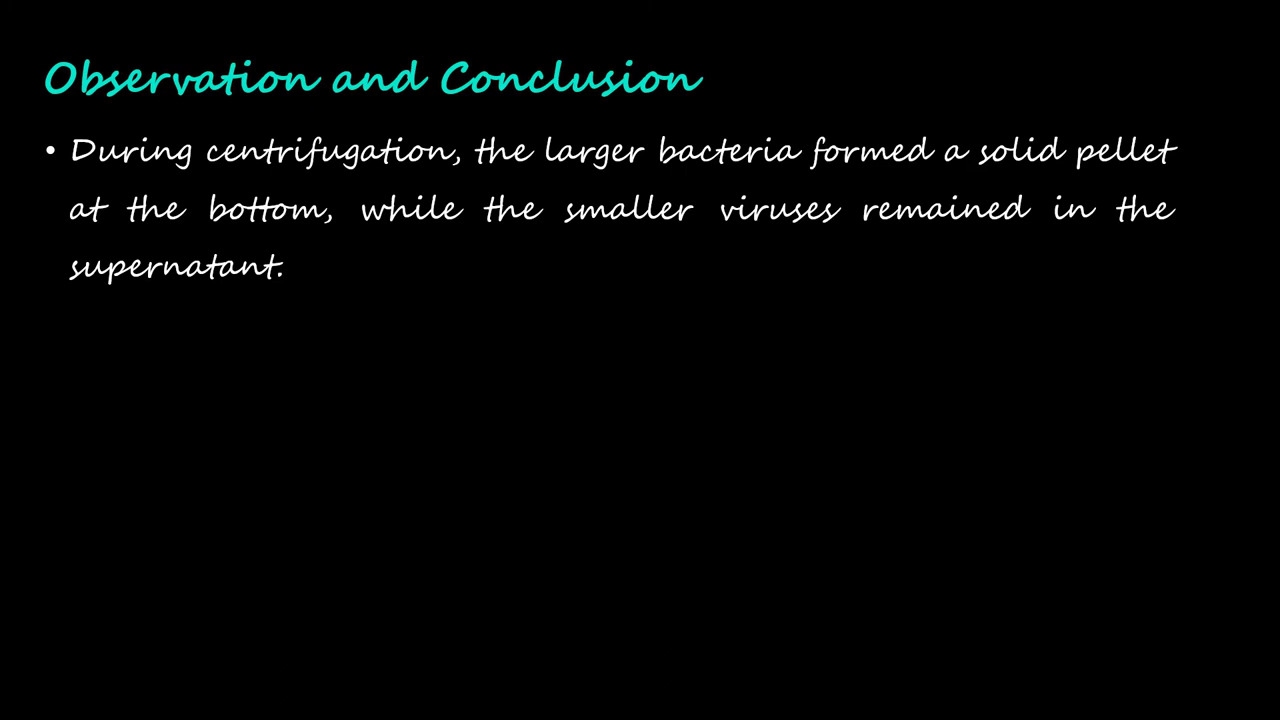 Observation and Conclusion
• During centrifugation, the larger bacteria formed a solid pellet
at the bottom, while the smaller viruses remained in the
supernatant.